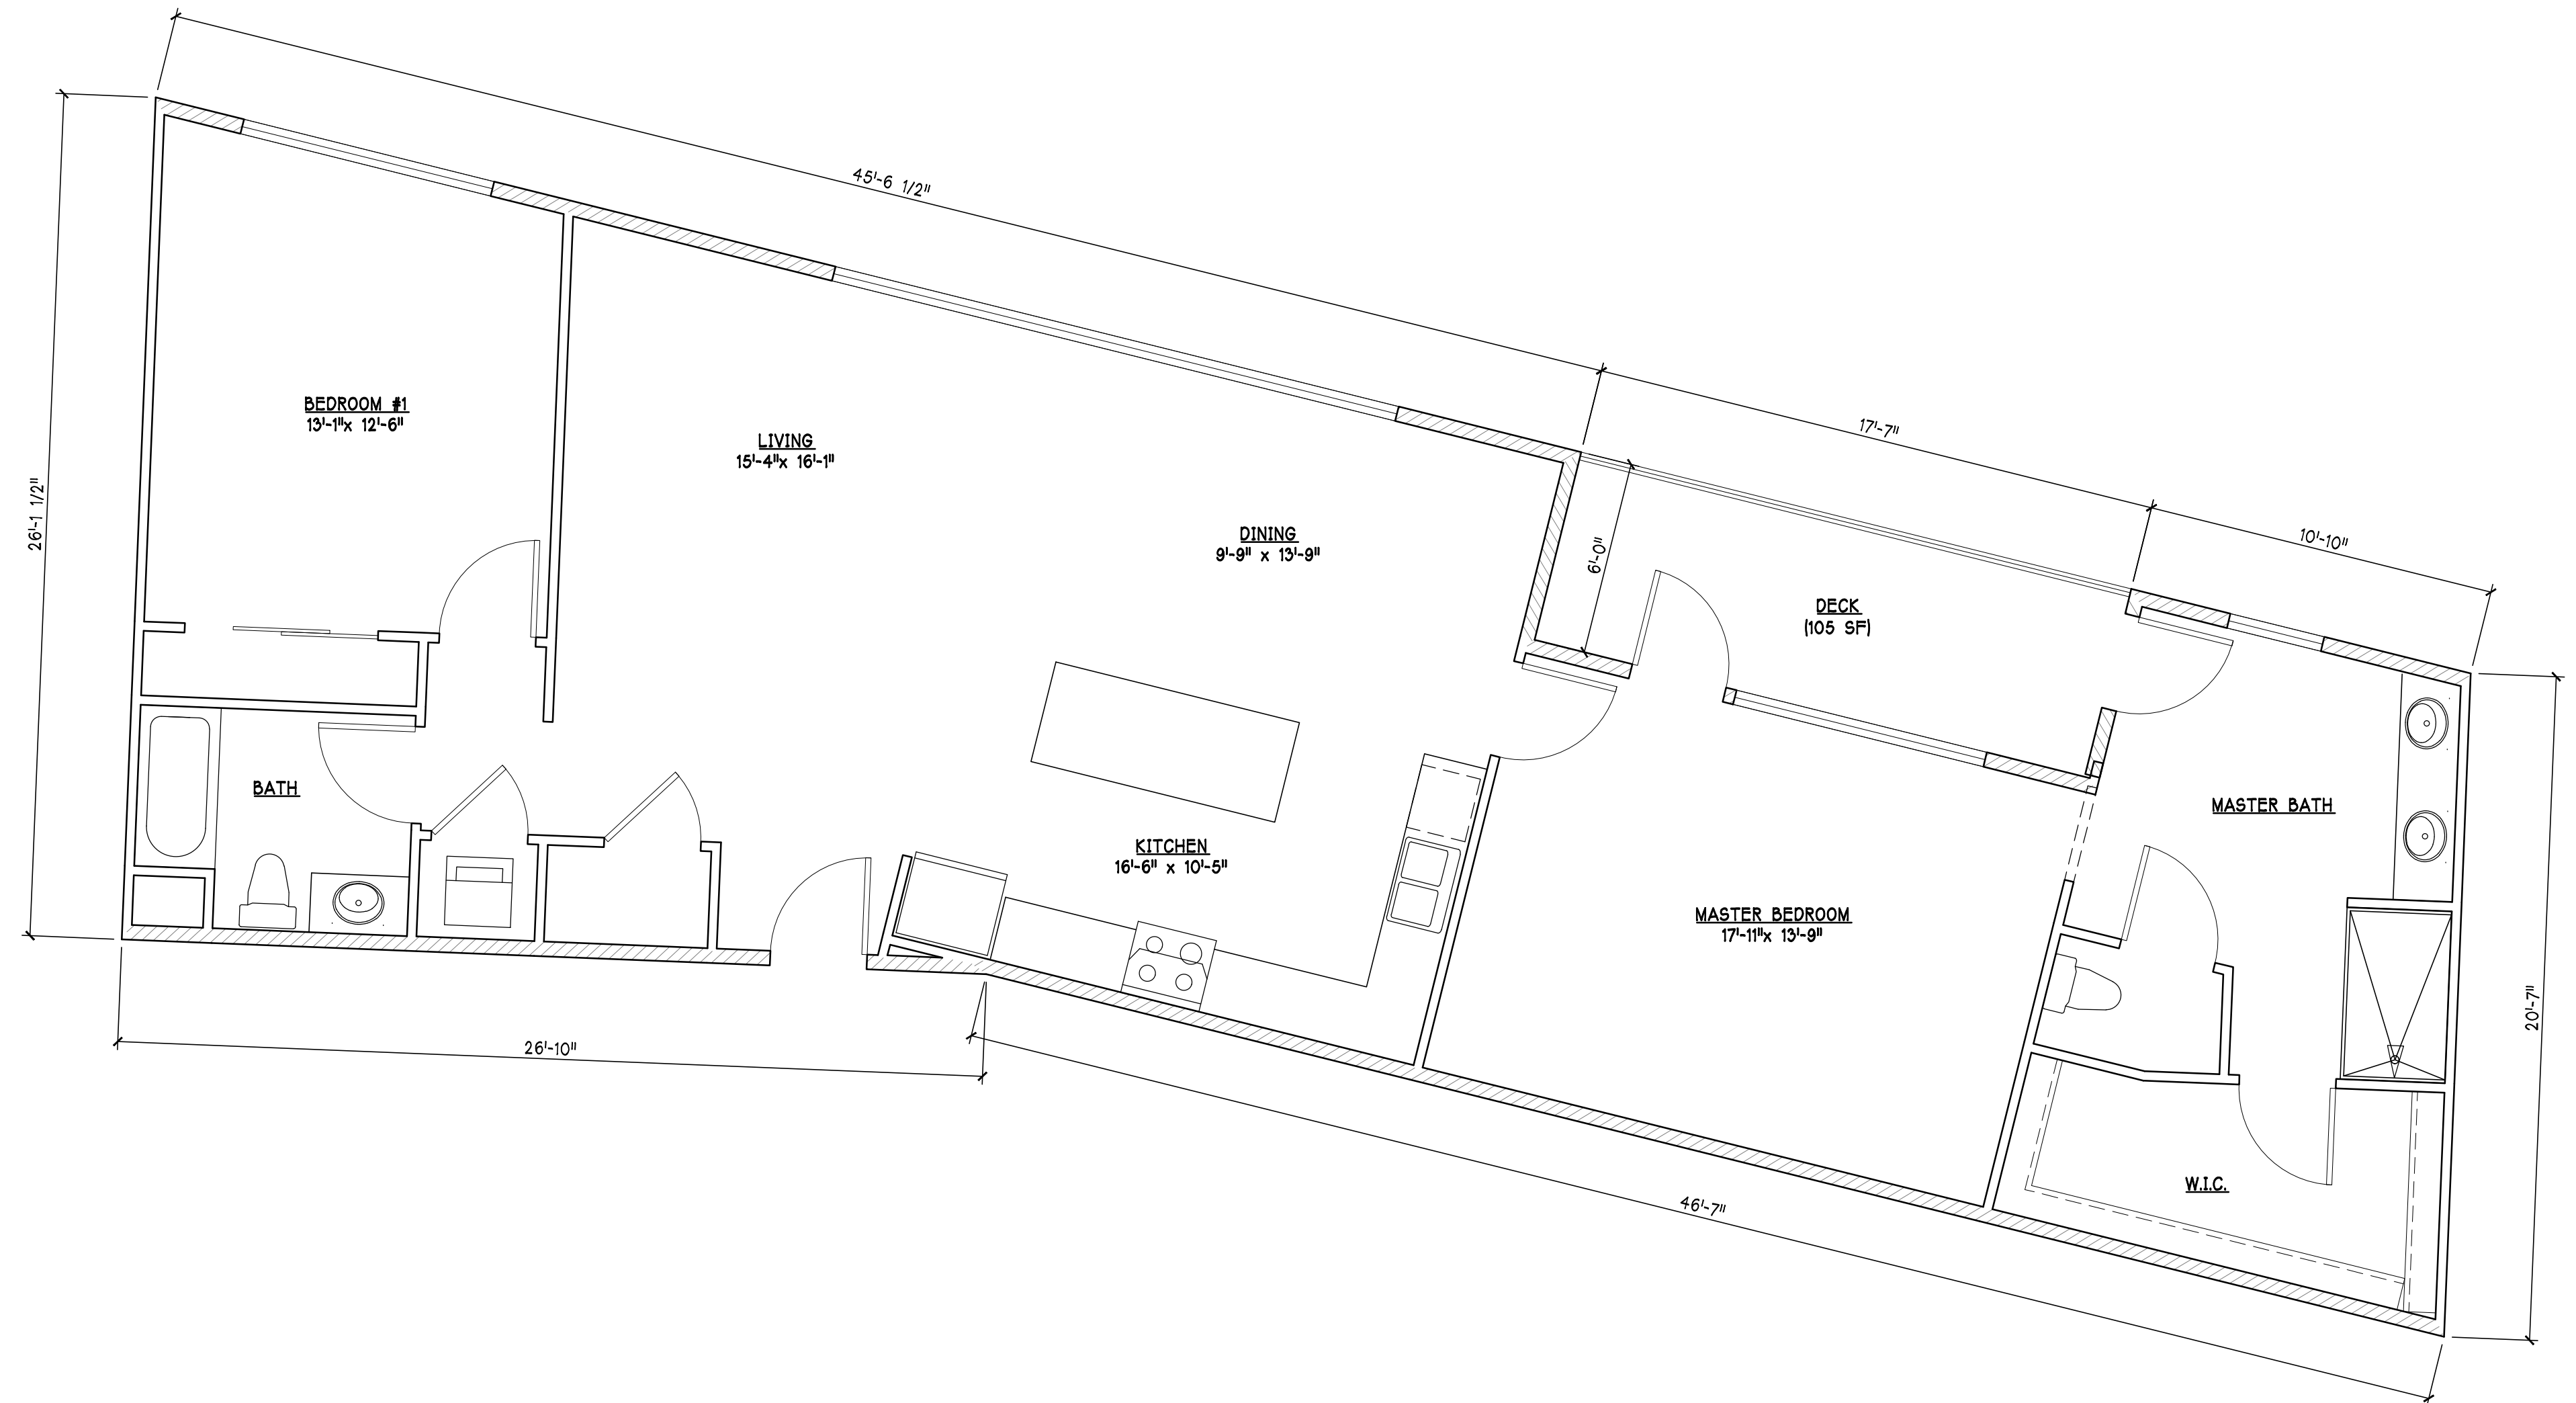 45'-6 1/2"
17'-7"
10'-10"
26'-1 1/2"
BEDROOM #1
13'-1"x 12'-6"
LIVING
15'-4"x 16'-1"
DINING
9'-9" x 13'-9"
6'-0"
DECK
(105 SF)
BATH
KITCHEN
16'-6" x 10'-5"
MASTER BATH
MASTER BEDROOM
17'-11"x 13'-9"
20'-7"
26'-10"
W.I.C.
46'-7"